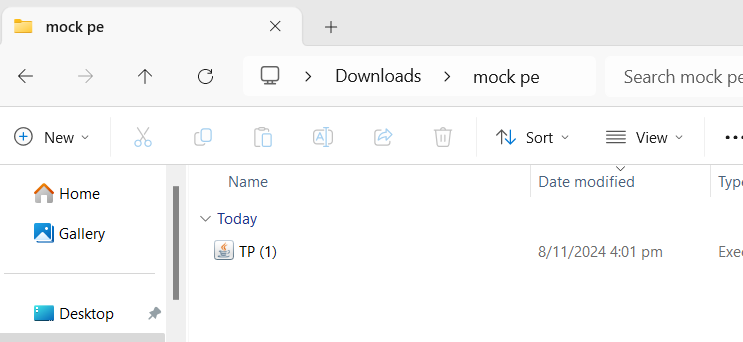 mock pe
Downloads
mock pe
Search mock pe
New
Sort
View
Name
Date modified
Type
Home
Today
Gallery
TP (1)
8/11/2024 4:01 pm
Exec
Desktop